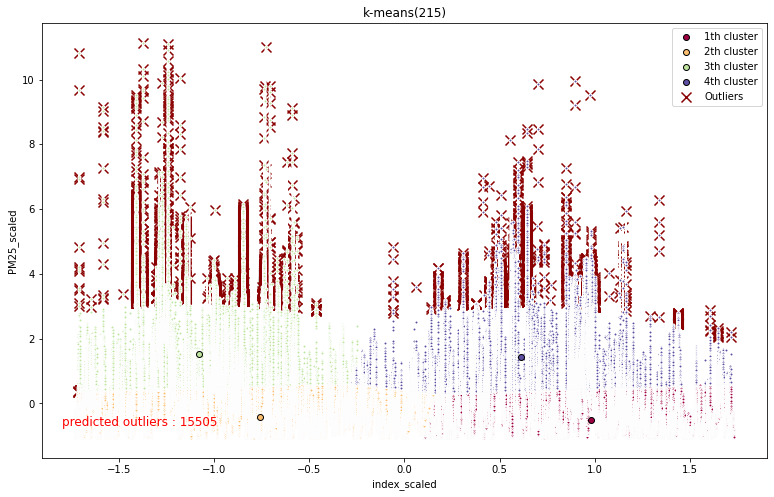 k-means(215)
1th cluster
2th cluster
3th cluster
4th cluster
Outliers
PM25_scaled
10
8
6
4
2
0
predicted outliers : 15505
−1.5
−1.0
−0.5
0.0
0.5
1.0
1.5
index_scaled